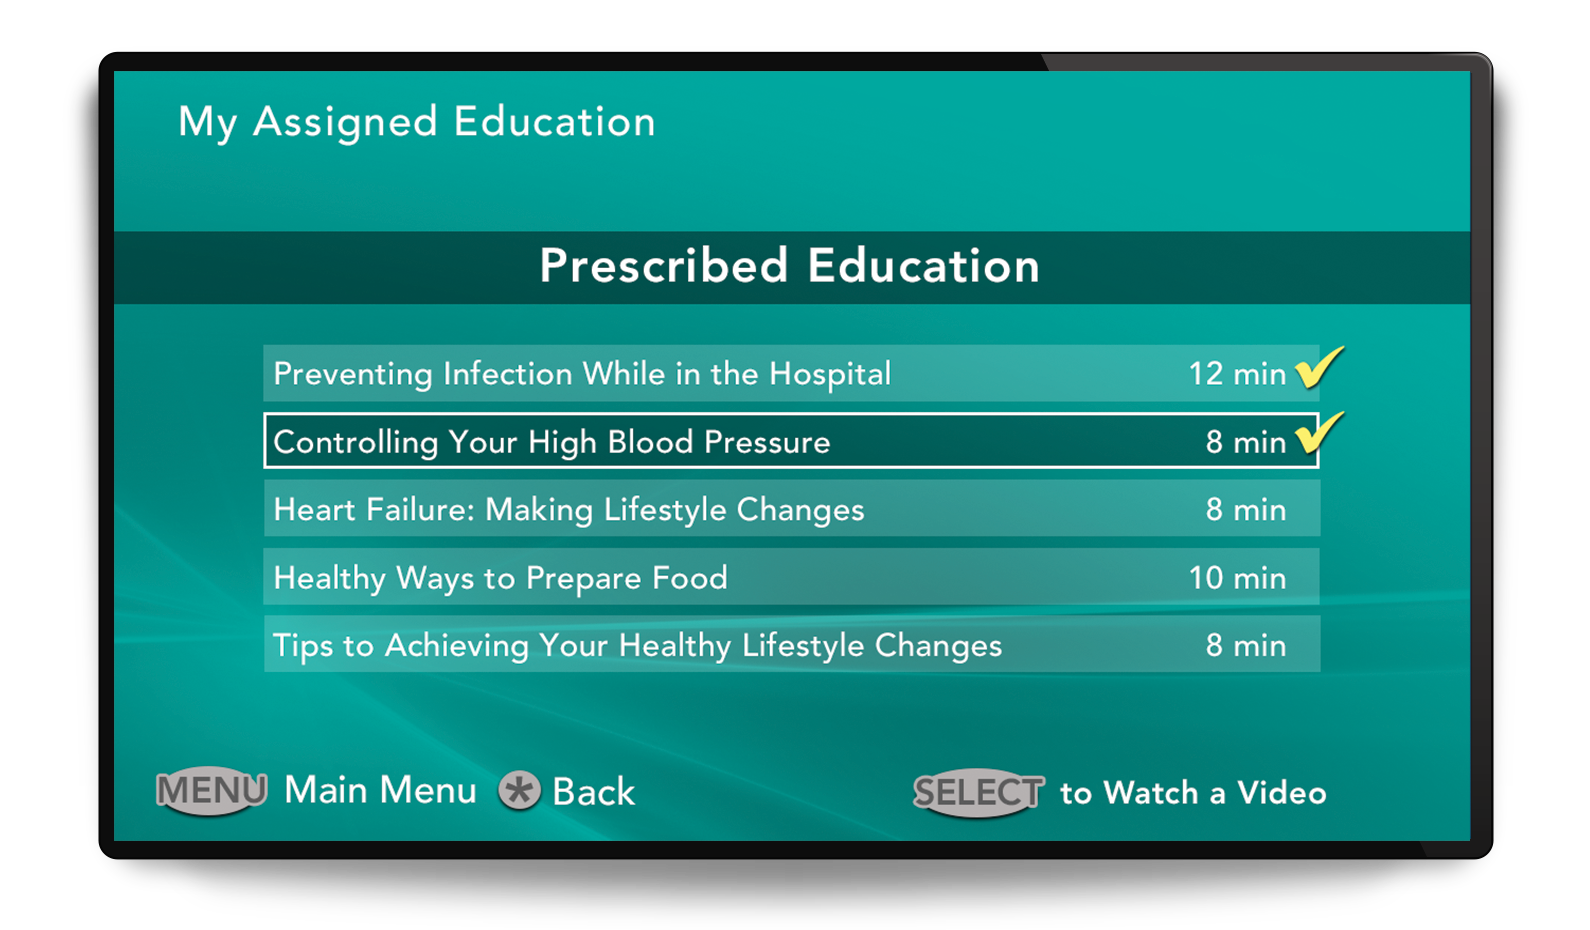 My Assigned Education
Prescribed Education
Preventing Infection While in the Hospital 12 min
Controlling Your High Blood Pressure 8 min
Heart Failure: Making Lifestyle Changes 8 min
Healthy Ways to Prepare Food 10 min
Tips to Achieving Your Healthy Lifestyle Changes 8 min
MENU Main Menu * Back SELECT to Watch a Video